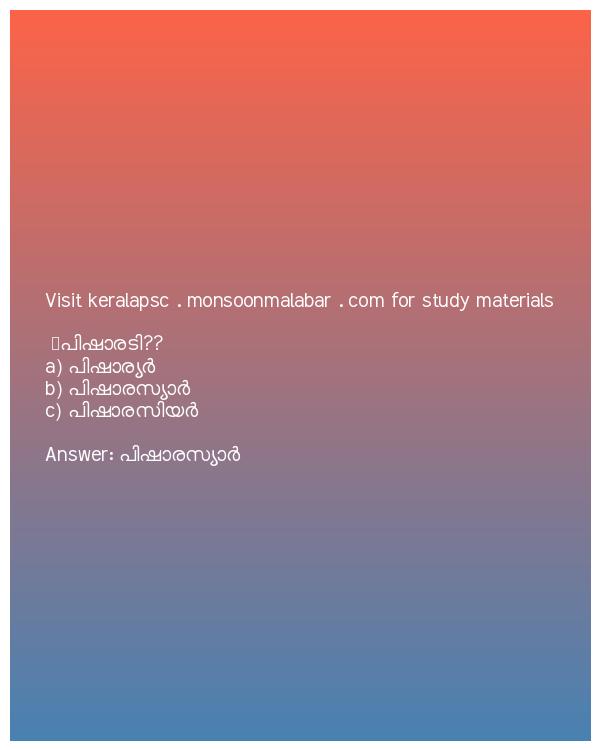 Visit keralapsc . monsoonmalabar . com for study materials
പിഷാരടി??
a) പിഷാര്യർ
b) പിഷാരസ്യാർ
c) പിഷാരസിയർ
Answer: പിഷാരസ്യാർ